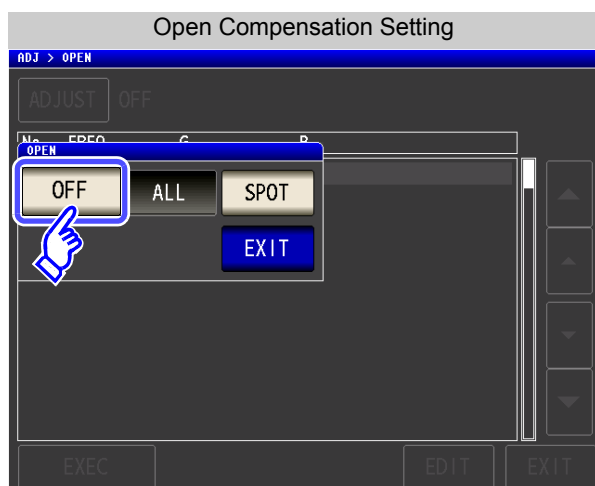 Open Compensation Setting
ADJ > OPEN
ADJUST OFF
OPEN
OFF ALL SPOT
EXIT
EXEC EDIT EXIT